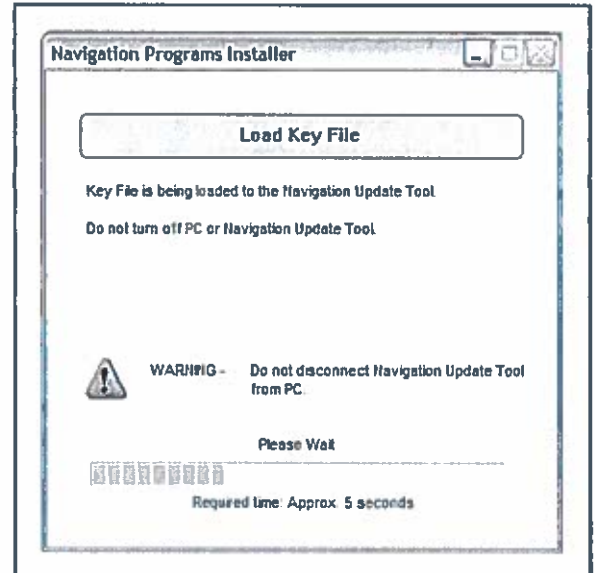 Navigation Programs Installer
Load Key File
Key File is being loaded to the Navigation Update Tool
Do not turn off PC or Navigation Update Tool.
WARNING - Do not disconnect Navigation Update Tool
from PC.
Please Wait
Required time: Approx. 5 seconds